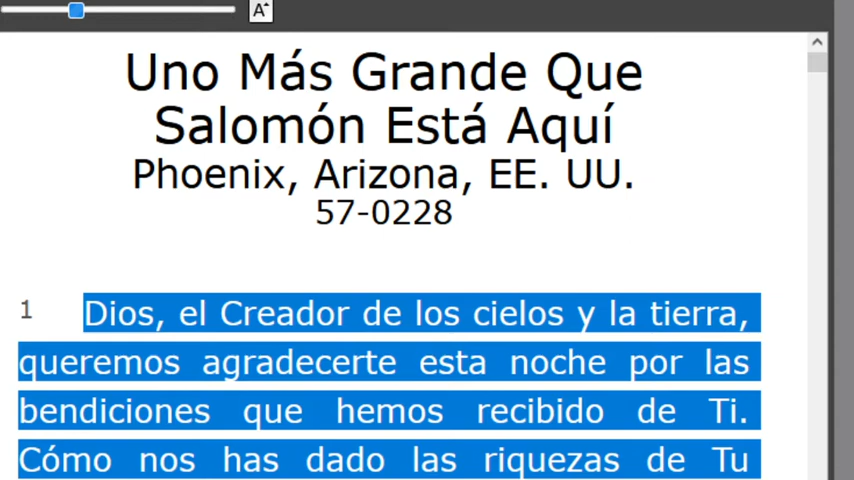 A
Uno Más Grande Que
Salomón Está Aquí
Phoenix, Arizona, EE. UU.
57-0228
1 Dios, el Creador de los cielos y la tierra,
queremos agradecerte esta noche por las
bendiciones que hemos recibido de Ti.
Cómo nos has dado las riquezas de Tu